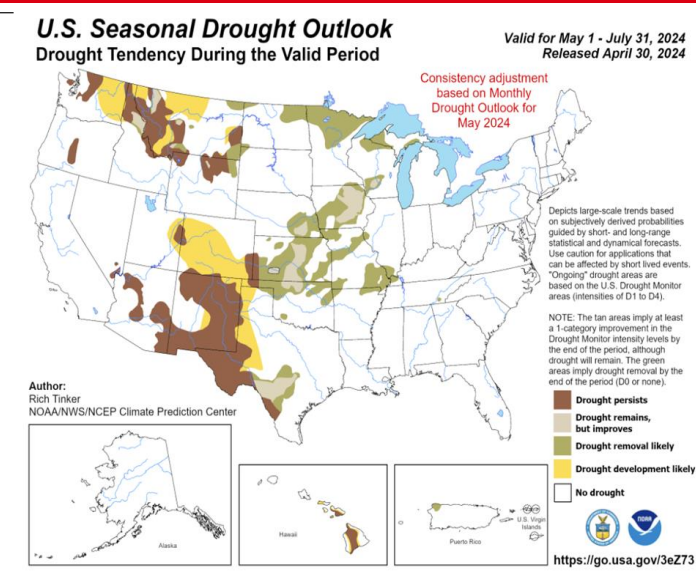 U.S. Seasonal Drought Outlook
Drought Tendency During the Valid Period
Valid for May 1 - July 31, 2024
Released April 30, 2024
Consistency adjustment
based on Monthly
Drought Outlook for
May 2024
Depicts large-scale trends based
on subjectively derived probabilities
guided by short- and long-range
statistical and dynamical forecasts.
Use caution for applications that
can be affected by short lived events.
"Ongoing" drought areas are
based on the U.S. Drought Monitor
areas (intensities of D1 to D4).
NOTE: The tan areas imply at least
a 1-category improvement in the
Drought Monitor intensity levels by
the end of the period, although
drought will remain. The green
areas imply drought removal by the
end of the period (D0 or none).
Author:
Rich Tinker
NOAA/NWS/NCEP Climate Prediction Center
Drought persists
Drought remains,
but improves
Drought removal likely
Drought development likely
No drought
Alaska
Hawaii
Puerto Rico
U.S. Virgin
Islands
NOAA
https://go.usa.gov/3eZ73